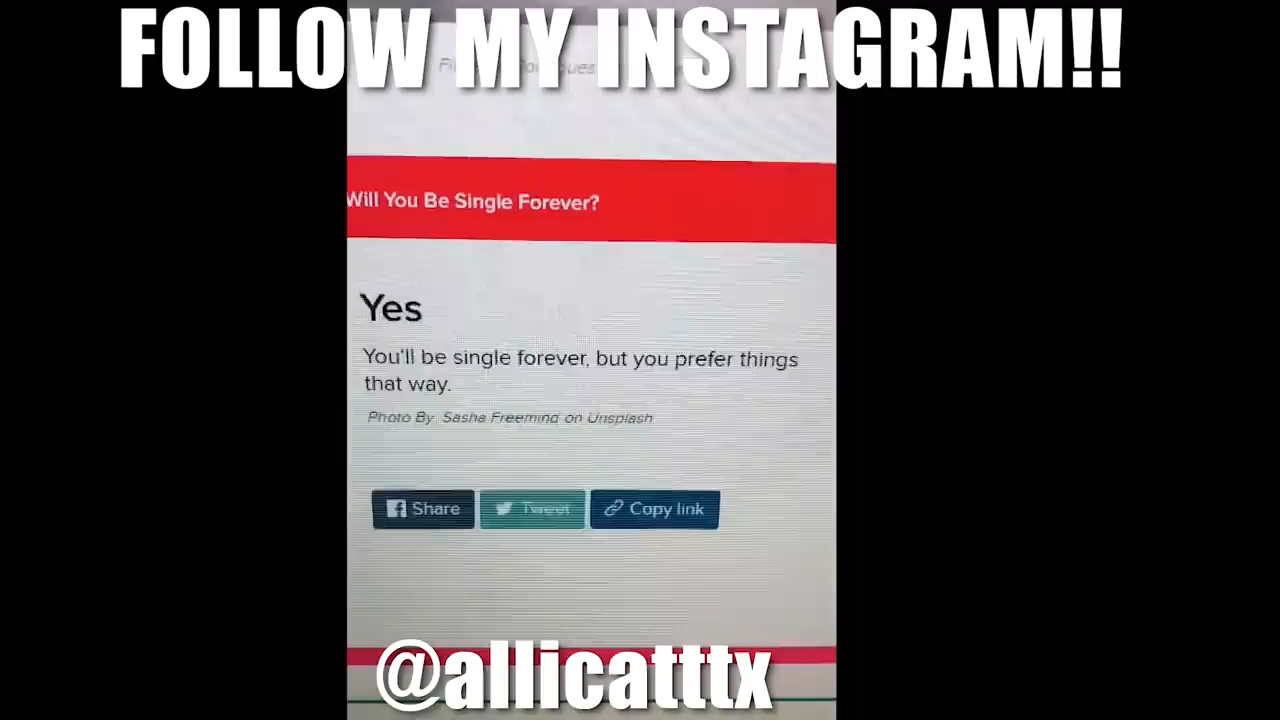 FOLLOW MY INSTAGRAM!!
Will You Be Single Forever?
Yes
You'll be single forever, but you prefer things
that way.
Photo By: Sasha Freemind on Unsplash
Share Tweet Copy link
@allicatttx